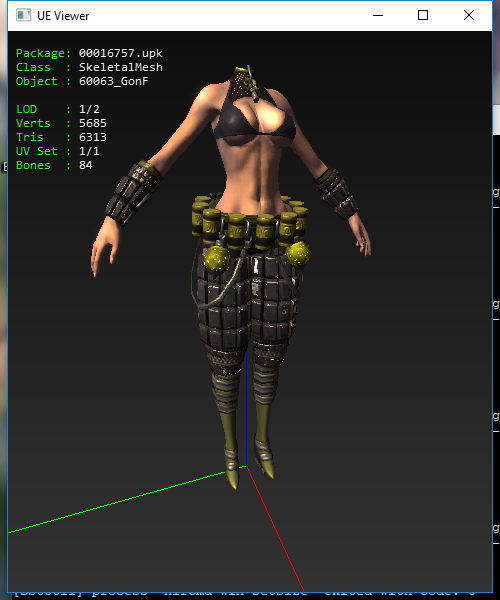 UE Viewer
Package: 00016757.upk
Class : SkeletalMesh
Object : 60063_GonF
LOD : 1/2
Verts : 5685
Tris : 6313
UV Set : 1/1
Bones : 84